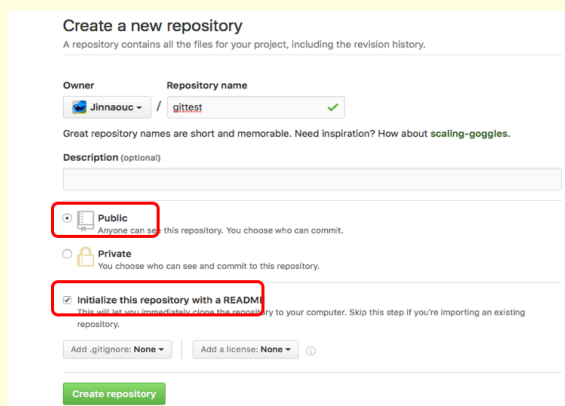 Create a new repository
A repository contains all the files for your project, including the revision history.
Owner Repository name
Jinnaouc / gittest
Great repository names are short and memorable. Need inspiration? How about scaling-goggles.
Description (optional)
Public
Anyone can see this repository. You choose who can commit.
Private
You choose who can see and commit to this repository.
Initialize this repository with a README
This will let you immediately clone the repository to your computer. Skip this step if you're importing an existing
repository.
Add .gitignore: None Add a license: None
Create repository